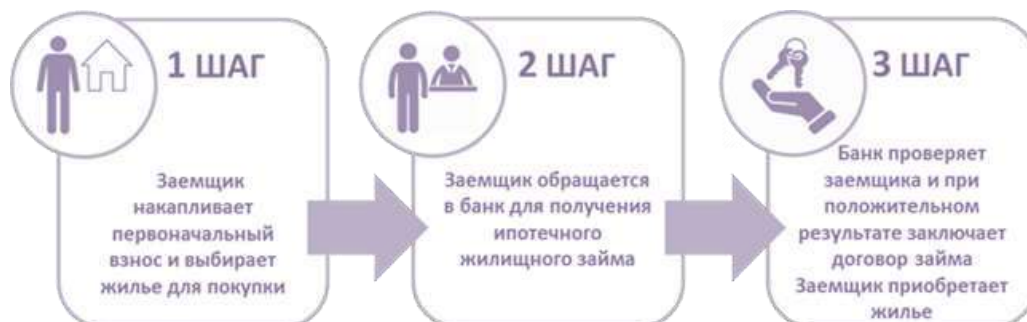 1 ШАГ
Заемщик
накапливает
первоначальный
взнос и выбирает
жилье для покупки
2 ШАГ
Заемщик обращается
в банк для получения
ипотечного
жилищного займа
3 ШАГ
Банк проверяет
заемщика и при
положительном
результате заключает
договор займа
Заемщик приобретает
жилье